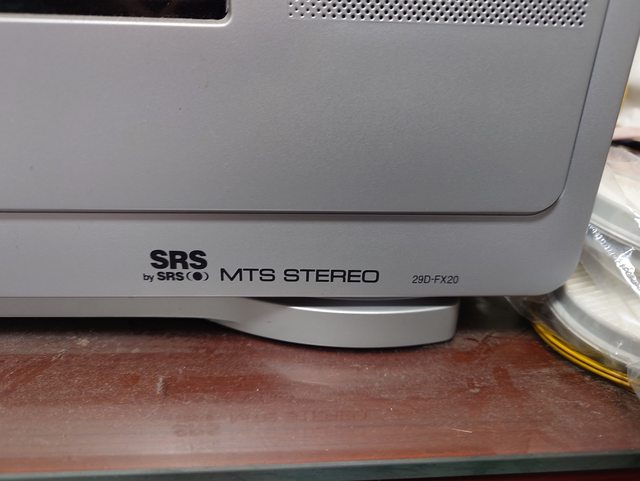 SRS
by SRS(●) MTS STEREO 29D-FX20